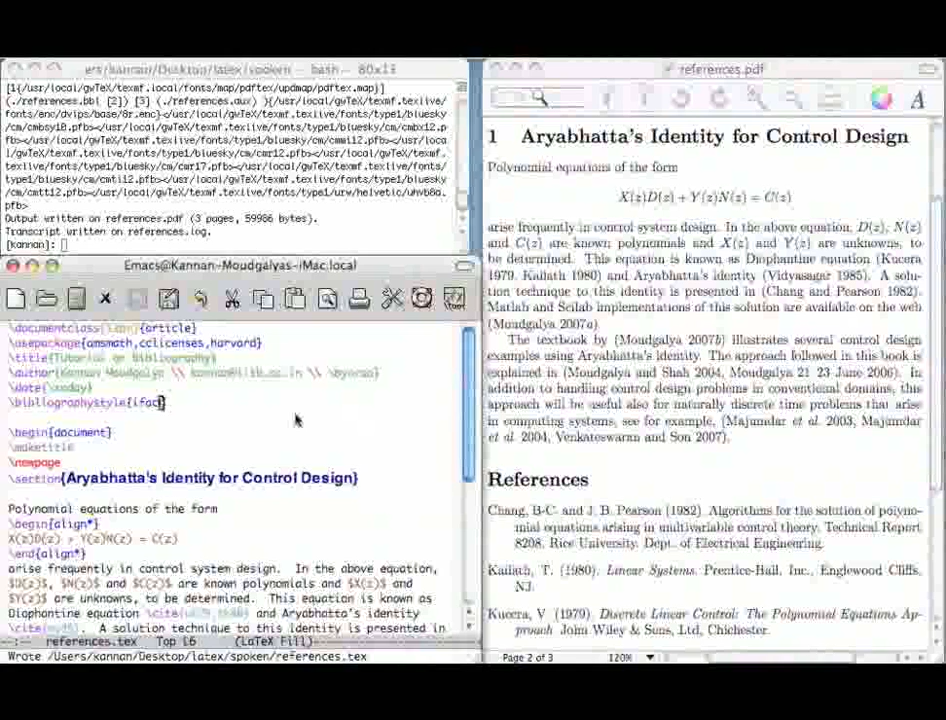 ers/kannan/Desktop/latex/spoken — bash — 80x13
[1{/usr/local/gwTeX/texmf.local/fonts/map/pdftex/updmap/pdftex.map}]
(./references.bbl [2]) [3] (./references.aux) ){/usr/local/gwTeX/texmf.texlive/
fonts/enc/dvips/base/8r.enc}</usr/local/gwTeX/texmf.texlive/fonts/type1/bluesky
/cm/cmbsy10.pfb></usr/local/gwTeX/texmf.texlive/fonts/type1/bluesky/cm/cmbx12.p
fb></usr/local/gwTeX/texmf.texlive/fonts/type1/bluesky/cm/cmmi12.pfb></usr/loca
l/gwTeX/texmf.texlive/fonts/type1/bluesky/cm/cmr12.pfb></usr/local/gwTeX/texmf.
texlive/fonts/type1/bluesky/cm/cmr17.pfb></usr/local/gwTeX/texmf.texlive/fonts/
type1/bluesky/cm/cmti12.pfb></usr/local/gwTeX/texmf.texlive/fonts/type1/bluesky
/cm/cmtt12.pfb></usr/local/gwTeX/texmf.texlive/fonts/type1/urw/helvetic/uhvb8a.
pfb>
Output written on references.pdf (3 pages, 59986 bytes).
Transcript written on references.log.
[kannan]:
Emacs@Kannan-Moudgalyas-iMac.local
\documentclass{article}
\usepackage{amsmath,cclicenses,harvard}
\title{Tutorial on Bibliography}
\author{Kannan Moudgalya \\ kannan@iitb.ac.in \\ \byncsa}
\date{\today}
\bibliographystyle{ifac}
\begin{document}
\maketitle
\newpage
\section{Aryabhatta's Identity for Control Design}
Polynomial equations of the form
\begin{align*}
X(z)D(z) + Y(z)N(z) = C(z)
\end{align*}
arise frequently in control system design. In the above equation,
$D(z)$, $N(z)$ and $C(z)$ are known polynomials and $X(z)$ and
$Y(z)$ are unknowns, to be determined. This equation is known as
Diophantine equation \cite and Aryabhatta's identity
\cite. A solution technique to this identity is presented in
references.tex Top L6 (LaTeX Fill)
Wrote /Users/kannan/Desktop/latex/spoken/references.tex
references.pdf
A
1 Aryabhatta's Identity for Control Design
Polynomial equations of the form
X(z)D(z) + Y(z)N(z) = C(z)
arise frequently in control system design. In the above equation, D(z), N(z)
and C(z) are known polynomials and X(z) and Y(z) are unknowns, to
be determined. This equation is known as Diophantine equation (Kucera
1979, Kailath 1980) and Aryabhatta's identity (Vidyasagar 1985). A solu-
tion technique to this identity is presented in (Chang and Pearson 1982).
Matlab and Scilab implementations of this solution are available on the web
(Moudgalya 2007a).
The textbook by (Moudgalya 2007b) illustrates several control design
examples using Aryabhatta's identity. The approach followed in this book is
explained in (Moudgalya and Shah 2004, Moudgalya 21 23 June 2006). In
addition to handling control design problems in conventional domains, this
approach will be useful also for naturally discrete time problems that arise
in computing systems, see for example, (Majumdar et al. 2003, Majumdar
et al. 2004, Venkateswaran and Son 2007).
References
Chang, B-C. and J. B. Pearson (1982). Algorithms for the solution of polyno-
mial equations arising in multivariable control theory. Technical Report
8208. Rice University. Dept. of Electrical Engineering.
Kailath, T. (1980). Linear Systems. Prentice-Hall, Inc., Englewood Cliffs,
NJ.
Kucera, V (1979). Discrete Linear Control: The Polynomial Equations Ap-
proach. John Wiley & Sons, Ltd, Chichester.
Page 2 of 3 120%